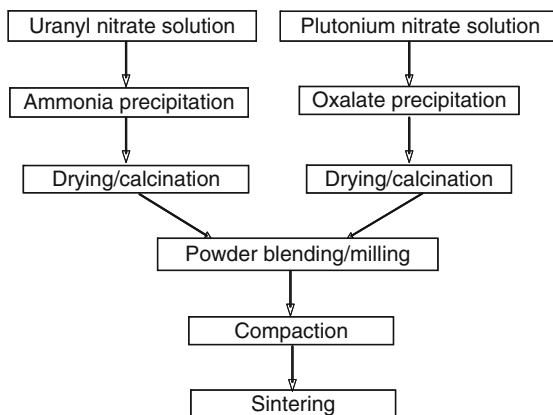 Uranyl nitrate solution
Plutonium nitrate solution
Ammonia precipitation
Oxalate precipitation
Drying/calcination
Drying/calcination
Powder blending/milling
Compaction
Sintering